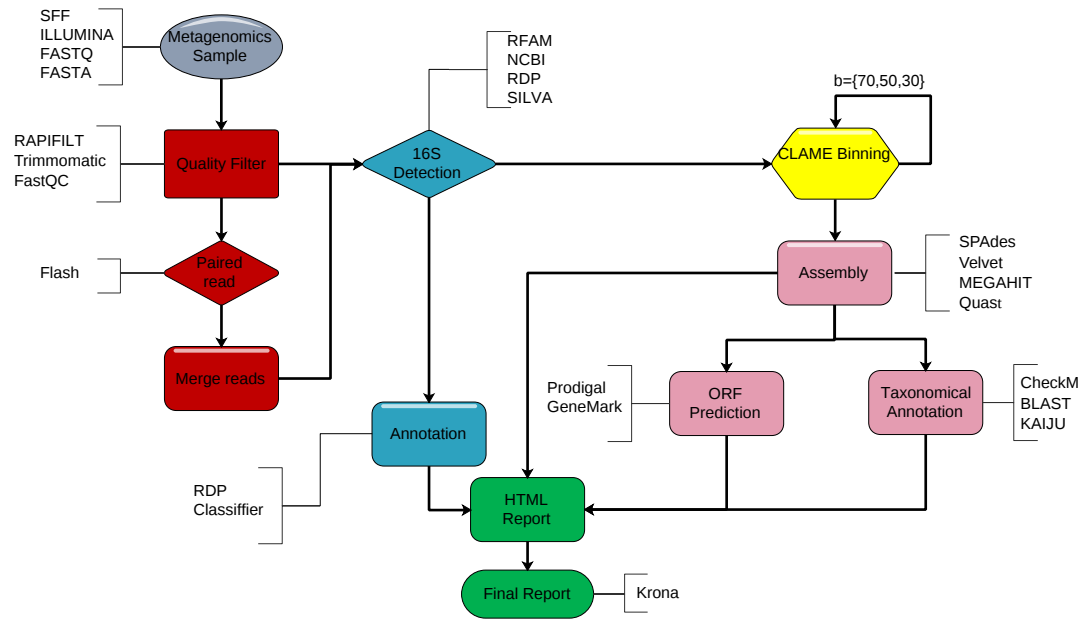 SFF
ILLUMINA
FASTQ
FASTA
Metagenomics
Sample
RFAM
NCBI
RDP
SILVA
b={70,50,30}
RAPIFILT
Trimmomatic
FastQC
Quality Filter
16S
Detection
CLAME Binning
Flash
Paired
read
Assembly
SPAdes
Velvet
MEGAHIT
Quast
Merge reads
Prodigal
GeneMark
ORF
Prediction
Taxonomical
Annotation
CheckM
BLAST
KAIJU
Annotation
RDP
Classiffier
HTML
Report
Final Report
Krona